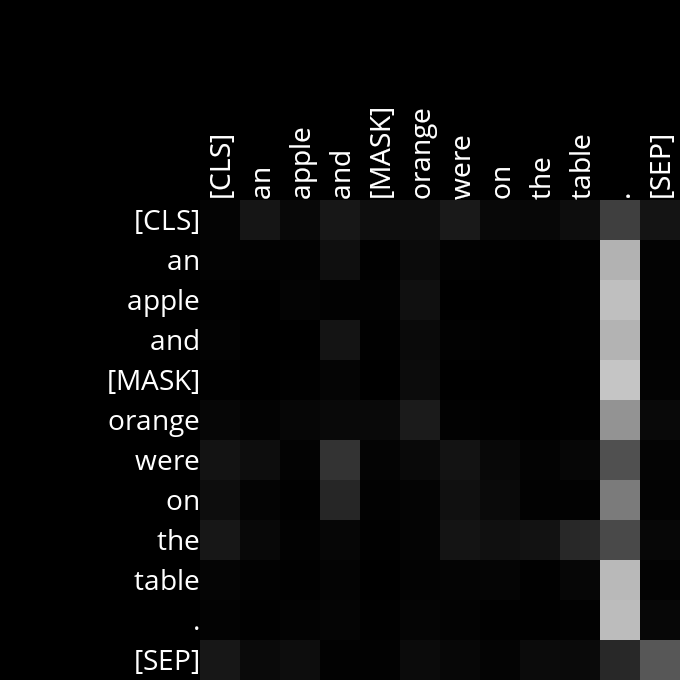 [CLS] an apple and [MASK] orange were on the table . [SEP]
[CLS]
an
apple
and
[MASK]
orange
were
on
the
table
.
[SEP]